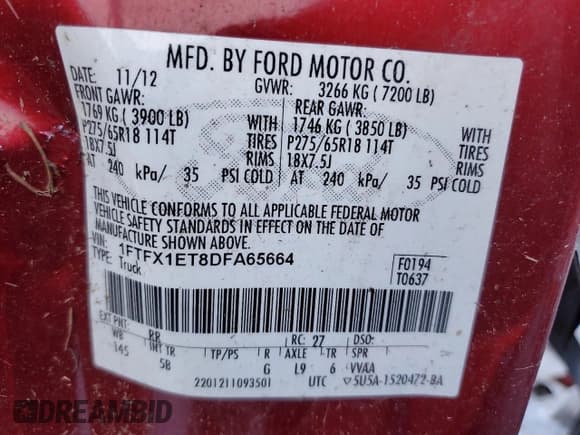 MFD. BY FORD MOTOR CO.
DATE: 11/12 GVWR: 3266 KG ( 7200 LB)
FRONT GAWR: REAR GAWR:
1769 KG ( 3900 LB) 1746 KG ( 3850 LB) WITH
P275/65R18 114T TIRES P275/65R18 114T TIRES
18X7.5J RIMS 18X7.5J RIMS
AT 240 kPa/ 35 PSI COLD AT 240 kPa/ 35 PSI COLD
THIS VEHICLE CONFORMS TO ALL APPLICABLE FEDERAL MOTOR
VEHICLE SAFETY STANDARDS IN EFFECT ON THE DATE OF
MANUFACTURE SHOWN ABOVE.
VIN: 1FTFX1ET8DFA65664
TYPE: Truck
F0194
T0637
EXT PNT: RR RC: 27 DSO:
WB INT TR TP/PS R AXLE TR SPR
145 5B G L9 6 VVAA
2201211093501 UTC 5U5A-1520472-BA
DREAMBID